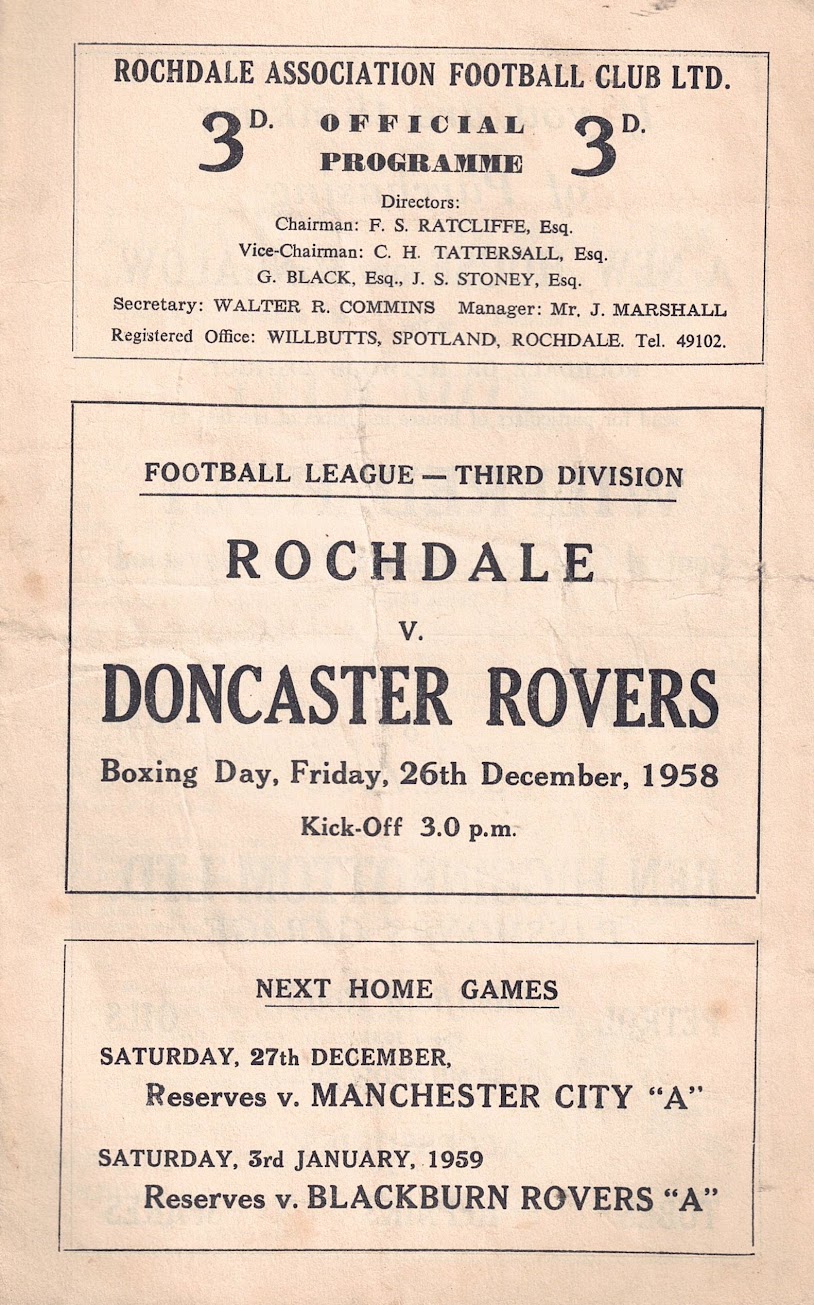 ROCHDALE ASSOCIATION FOOTBALL CLUB LTD.
3D. OFFICIAL 3D.
PROGRAMME
Directors:
Chairman: F. S. RATCLIFFE, Esq.
Vice-Chairman: C. H. TATTERSALL, Esq.
G. BLACK, Esq., J. S. STONEY, Esq.
Secretary: WALTER R. COMMINS Manager: Mr. J. MARSHALL
Registered Office: WILLBUTTS, SPOTLAND, ROCHDALE. Tel. 49102.
FOOTBALL LEAGUE — THIRD DIVISION
ROCHDALE
V.
DONCASTER ROVERS
Boxing Day, Friday, 26th December, 1958
Kick-Off 3.0 p.m.
NEXT HOME GAMES
SATURDAY, 27th DECEMBER,
Reserves v. MANCHESTER CITY “A”
SATURDAY, 3rd JANUARY, 1959
Reserves v. BLACKBURN ROVERS “A”